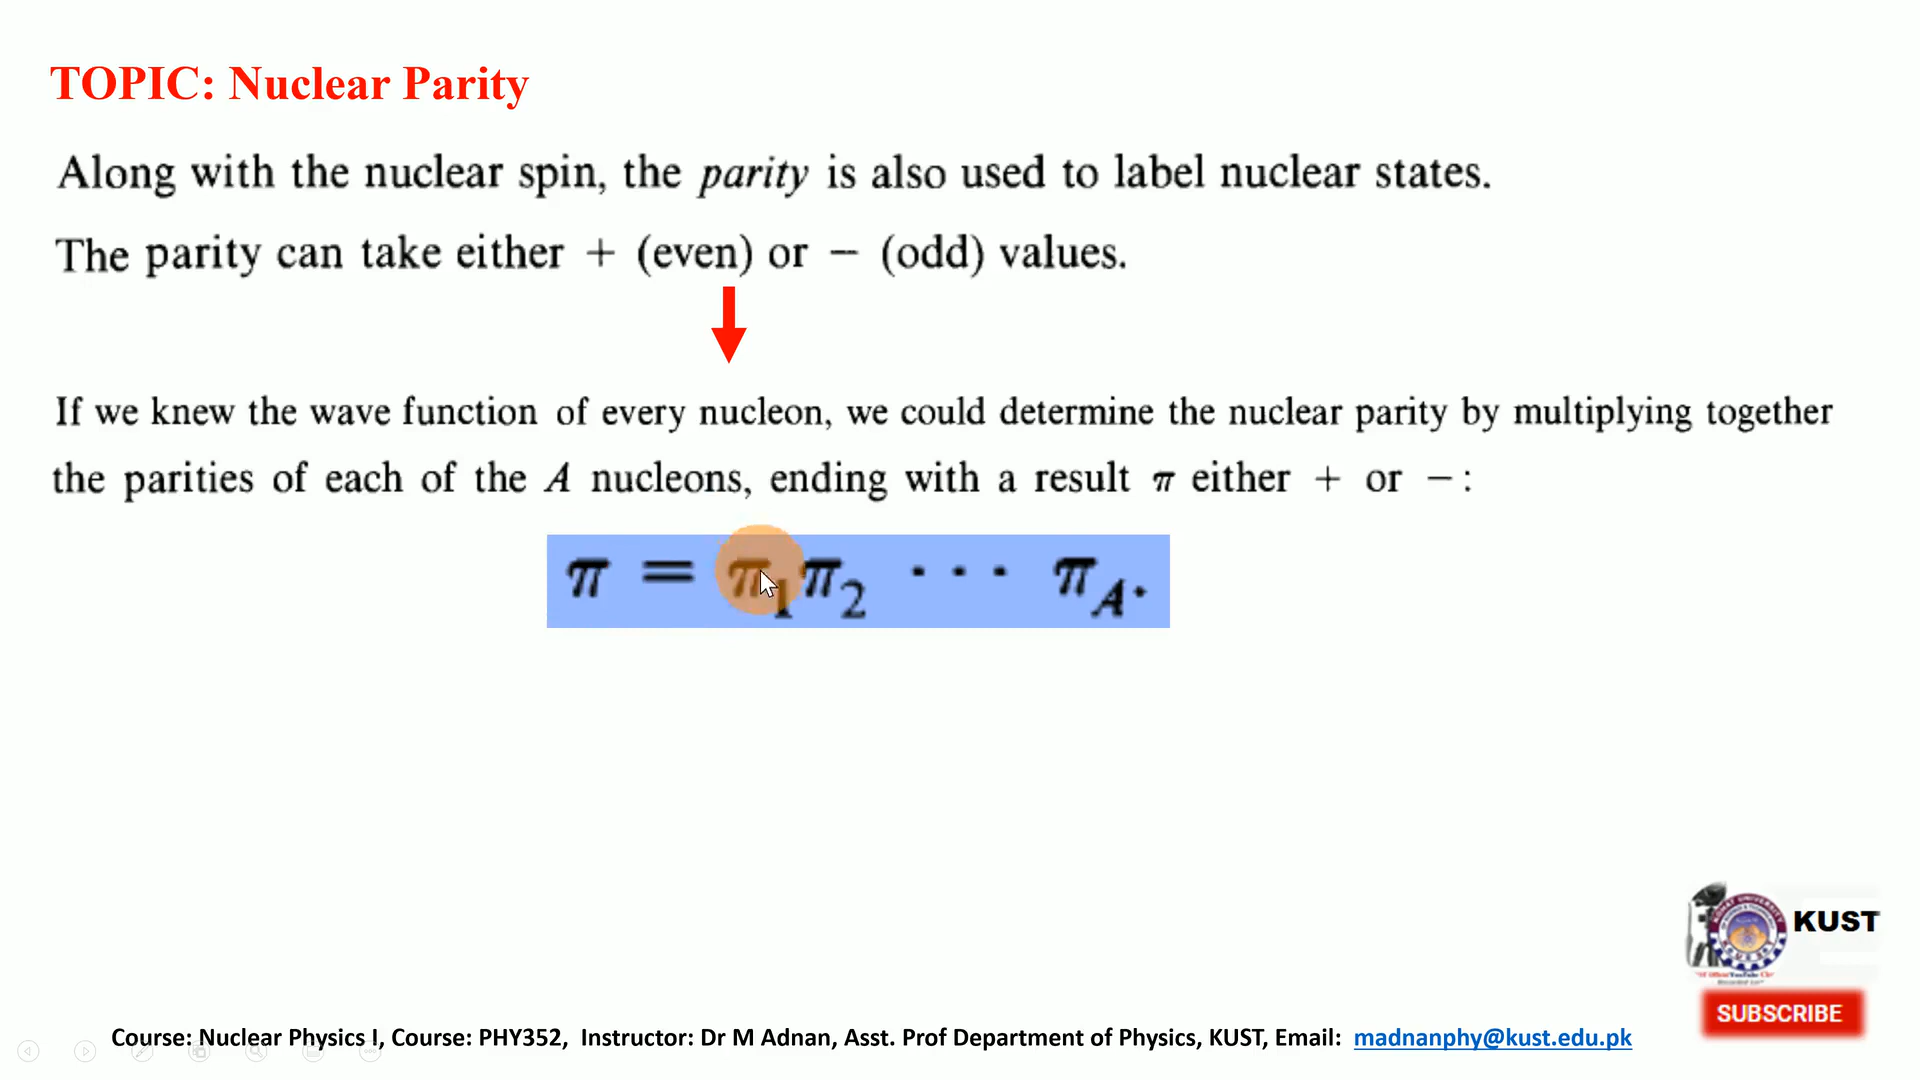 TOPIC: Nuclear Parity
Along with the nuclear spin, the parity is also used to label nuclear states.
The parity can take either + (even) or − (odd) values.
If we knew the wave function of every nucleon, we could determine the nuclear parity by multiplying together
the parities of each of the A nucleons, ending with a result π either + or −:
π = π₁π₂ ··· π_A.
KUST
SUBSCRIBE
Course: Nuclear Physics I, Course: PHY352, Instructor: Dr M Adnan, Asst. Prof Department of Physics, KUST, Email: madnanphy@kust.edu.pk